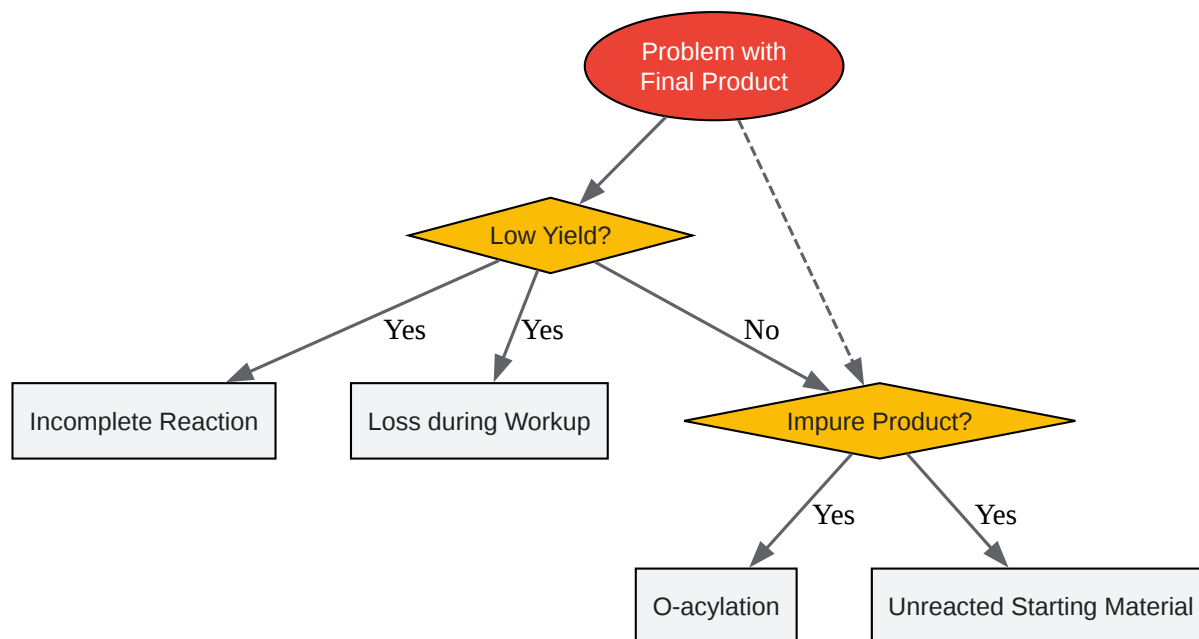 Problem with
Final Product
Low Yield?
Yes
Yes
No
Incomplete Reaction
Loss during Workup
Impure Product?
Yes
Yes
O-acylation
Unreacted Starting Material